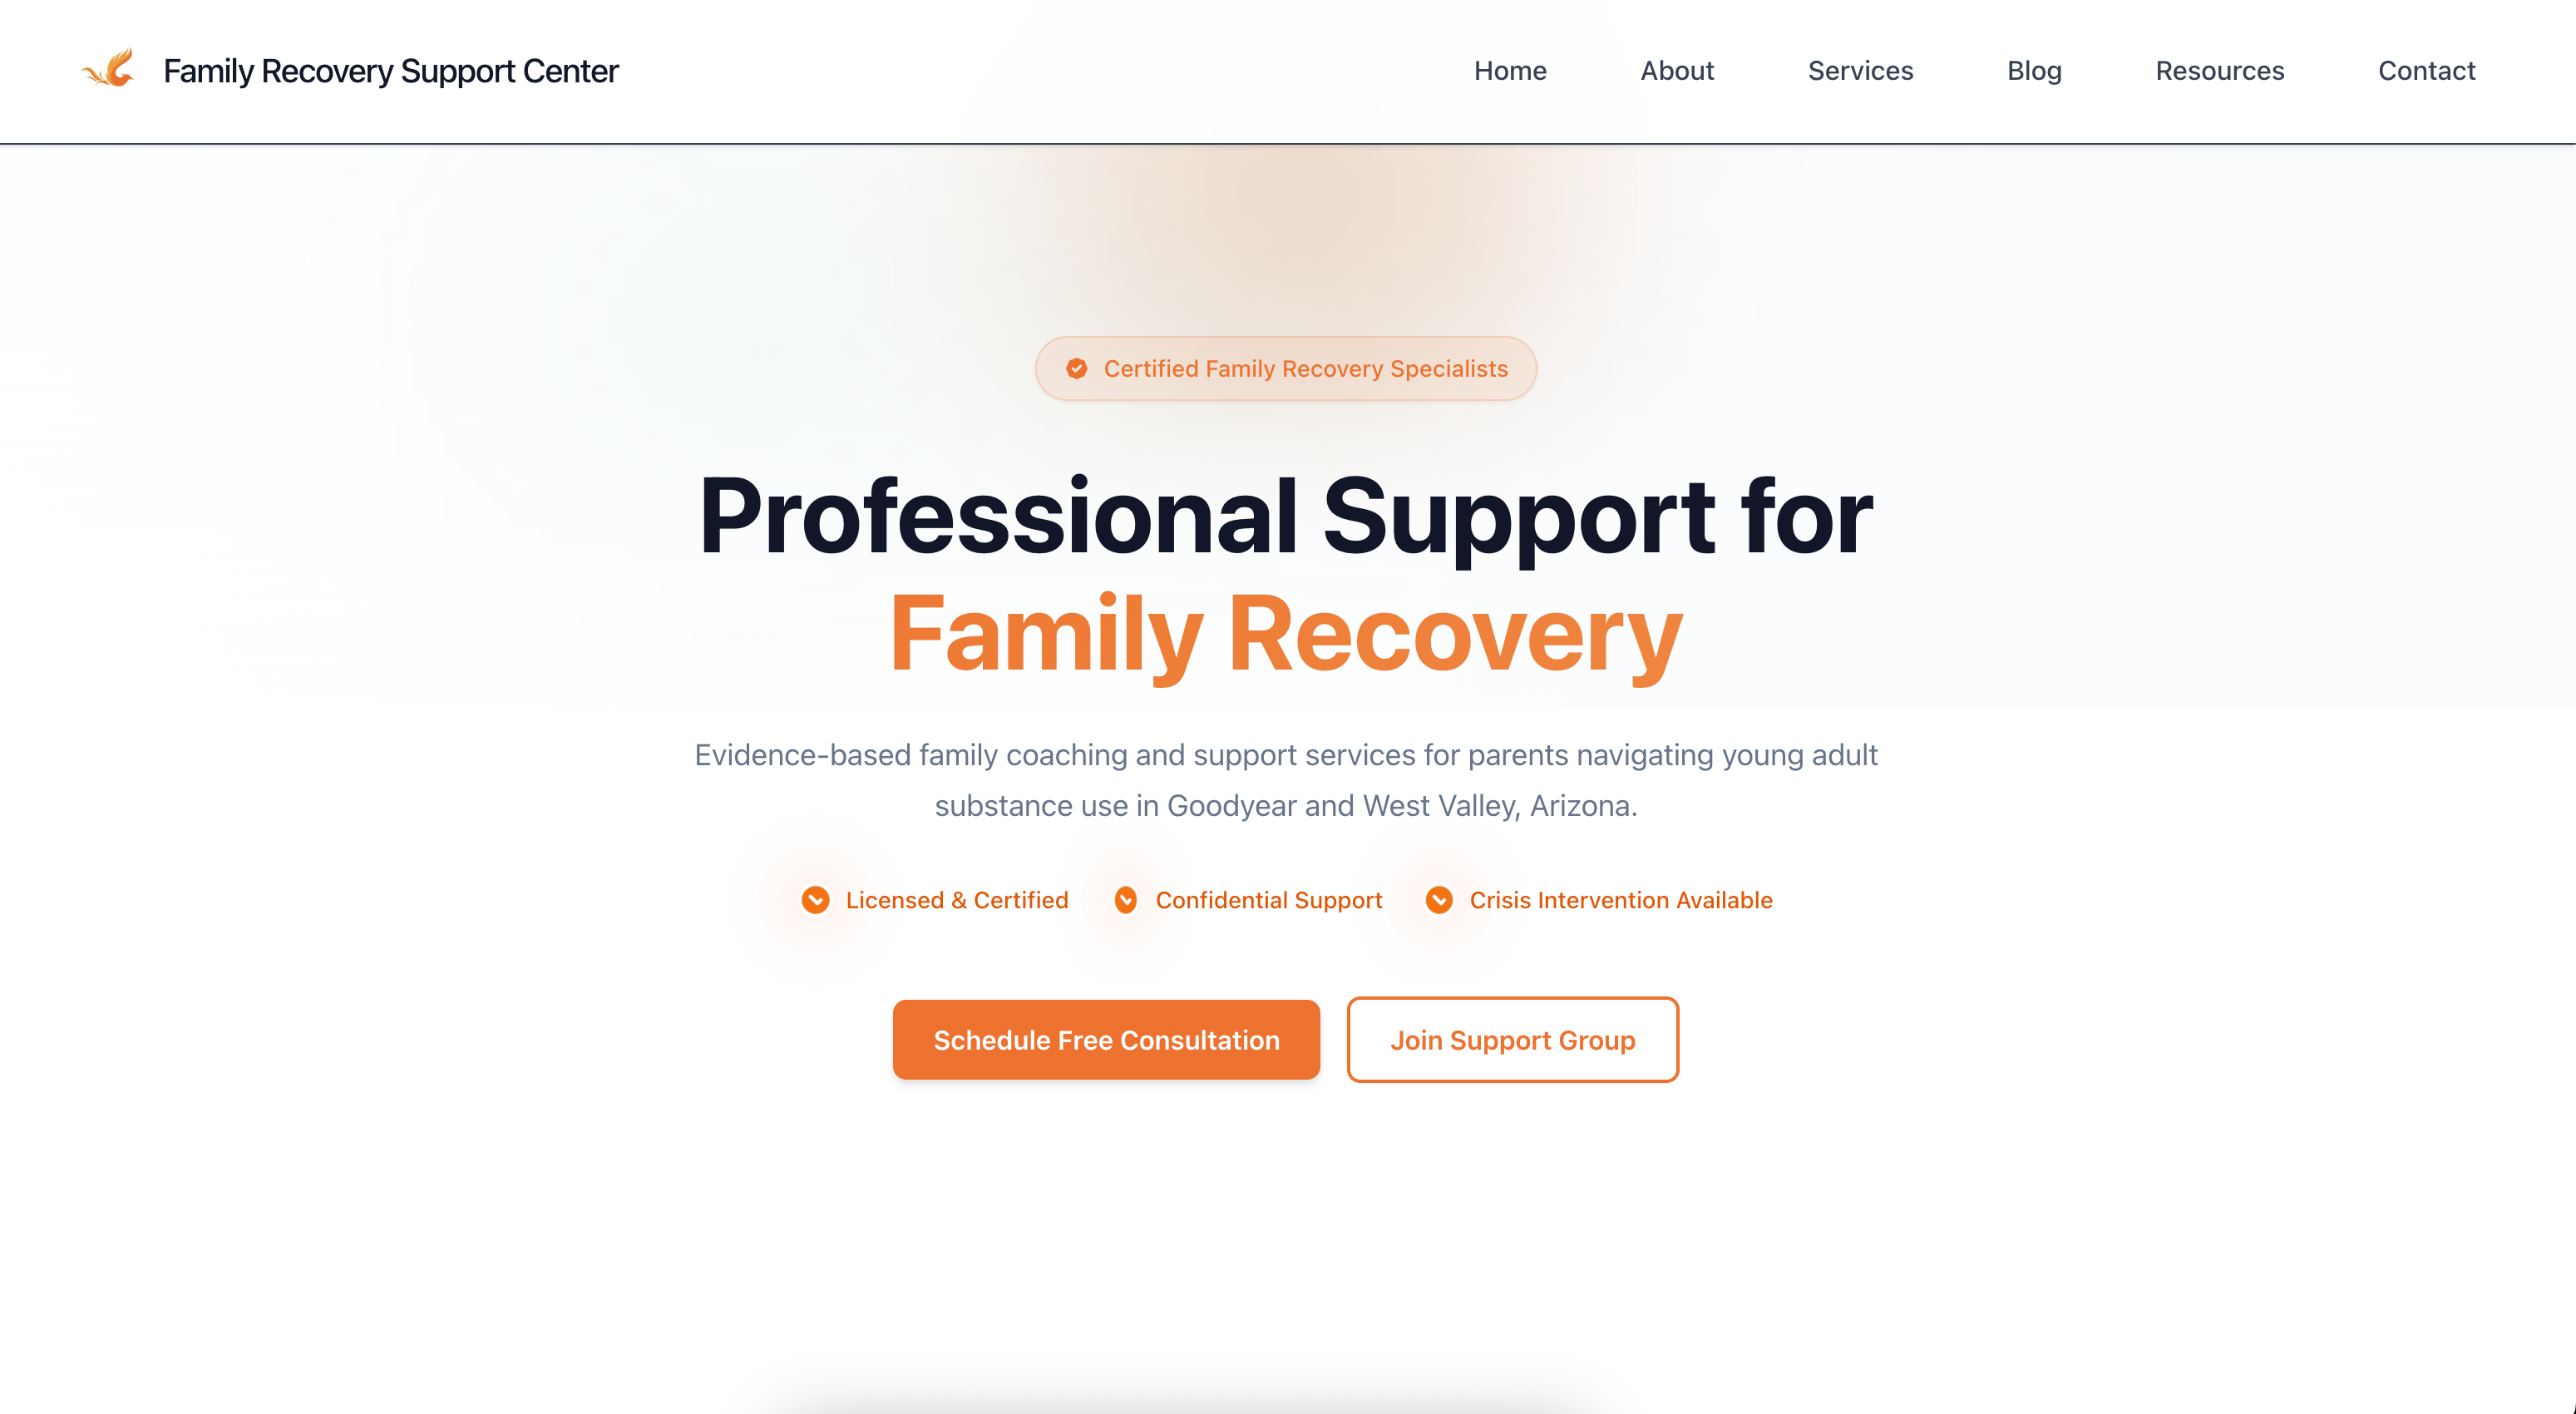 Family Recovery Support Center
Home About Services Blog Resources Contact
Certified Family Recovery Specialists
Professional Support for
Family Recovery
Evidence-based family coaching and support services for parents navigating young adult
substance use in Goodyear and West Valley, Arizona.
Licensed & Certified Confidential Support Crisis Intervention Available
Schedule Free Consultation Join Support Group